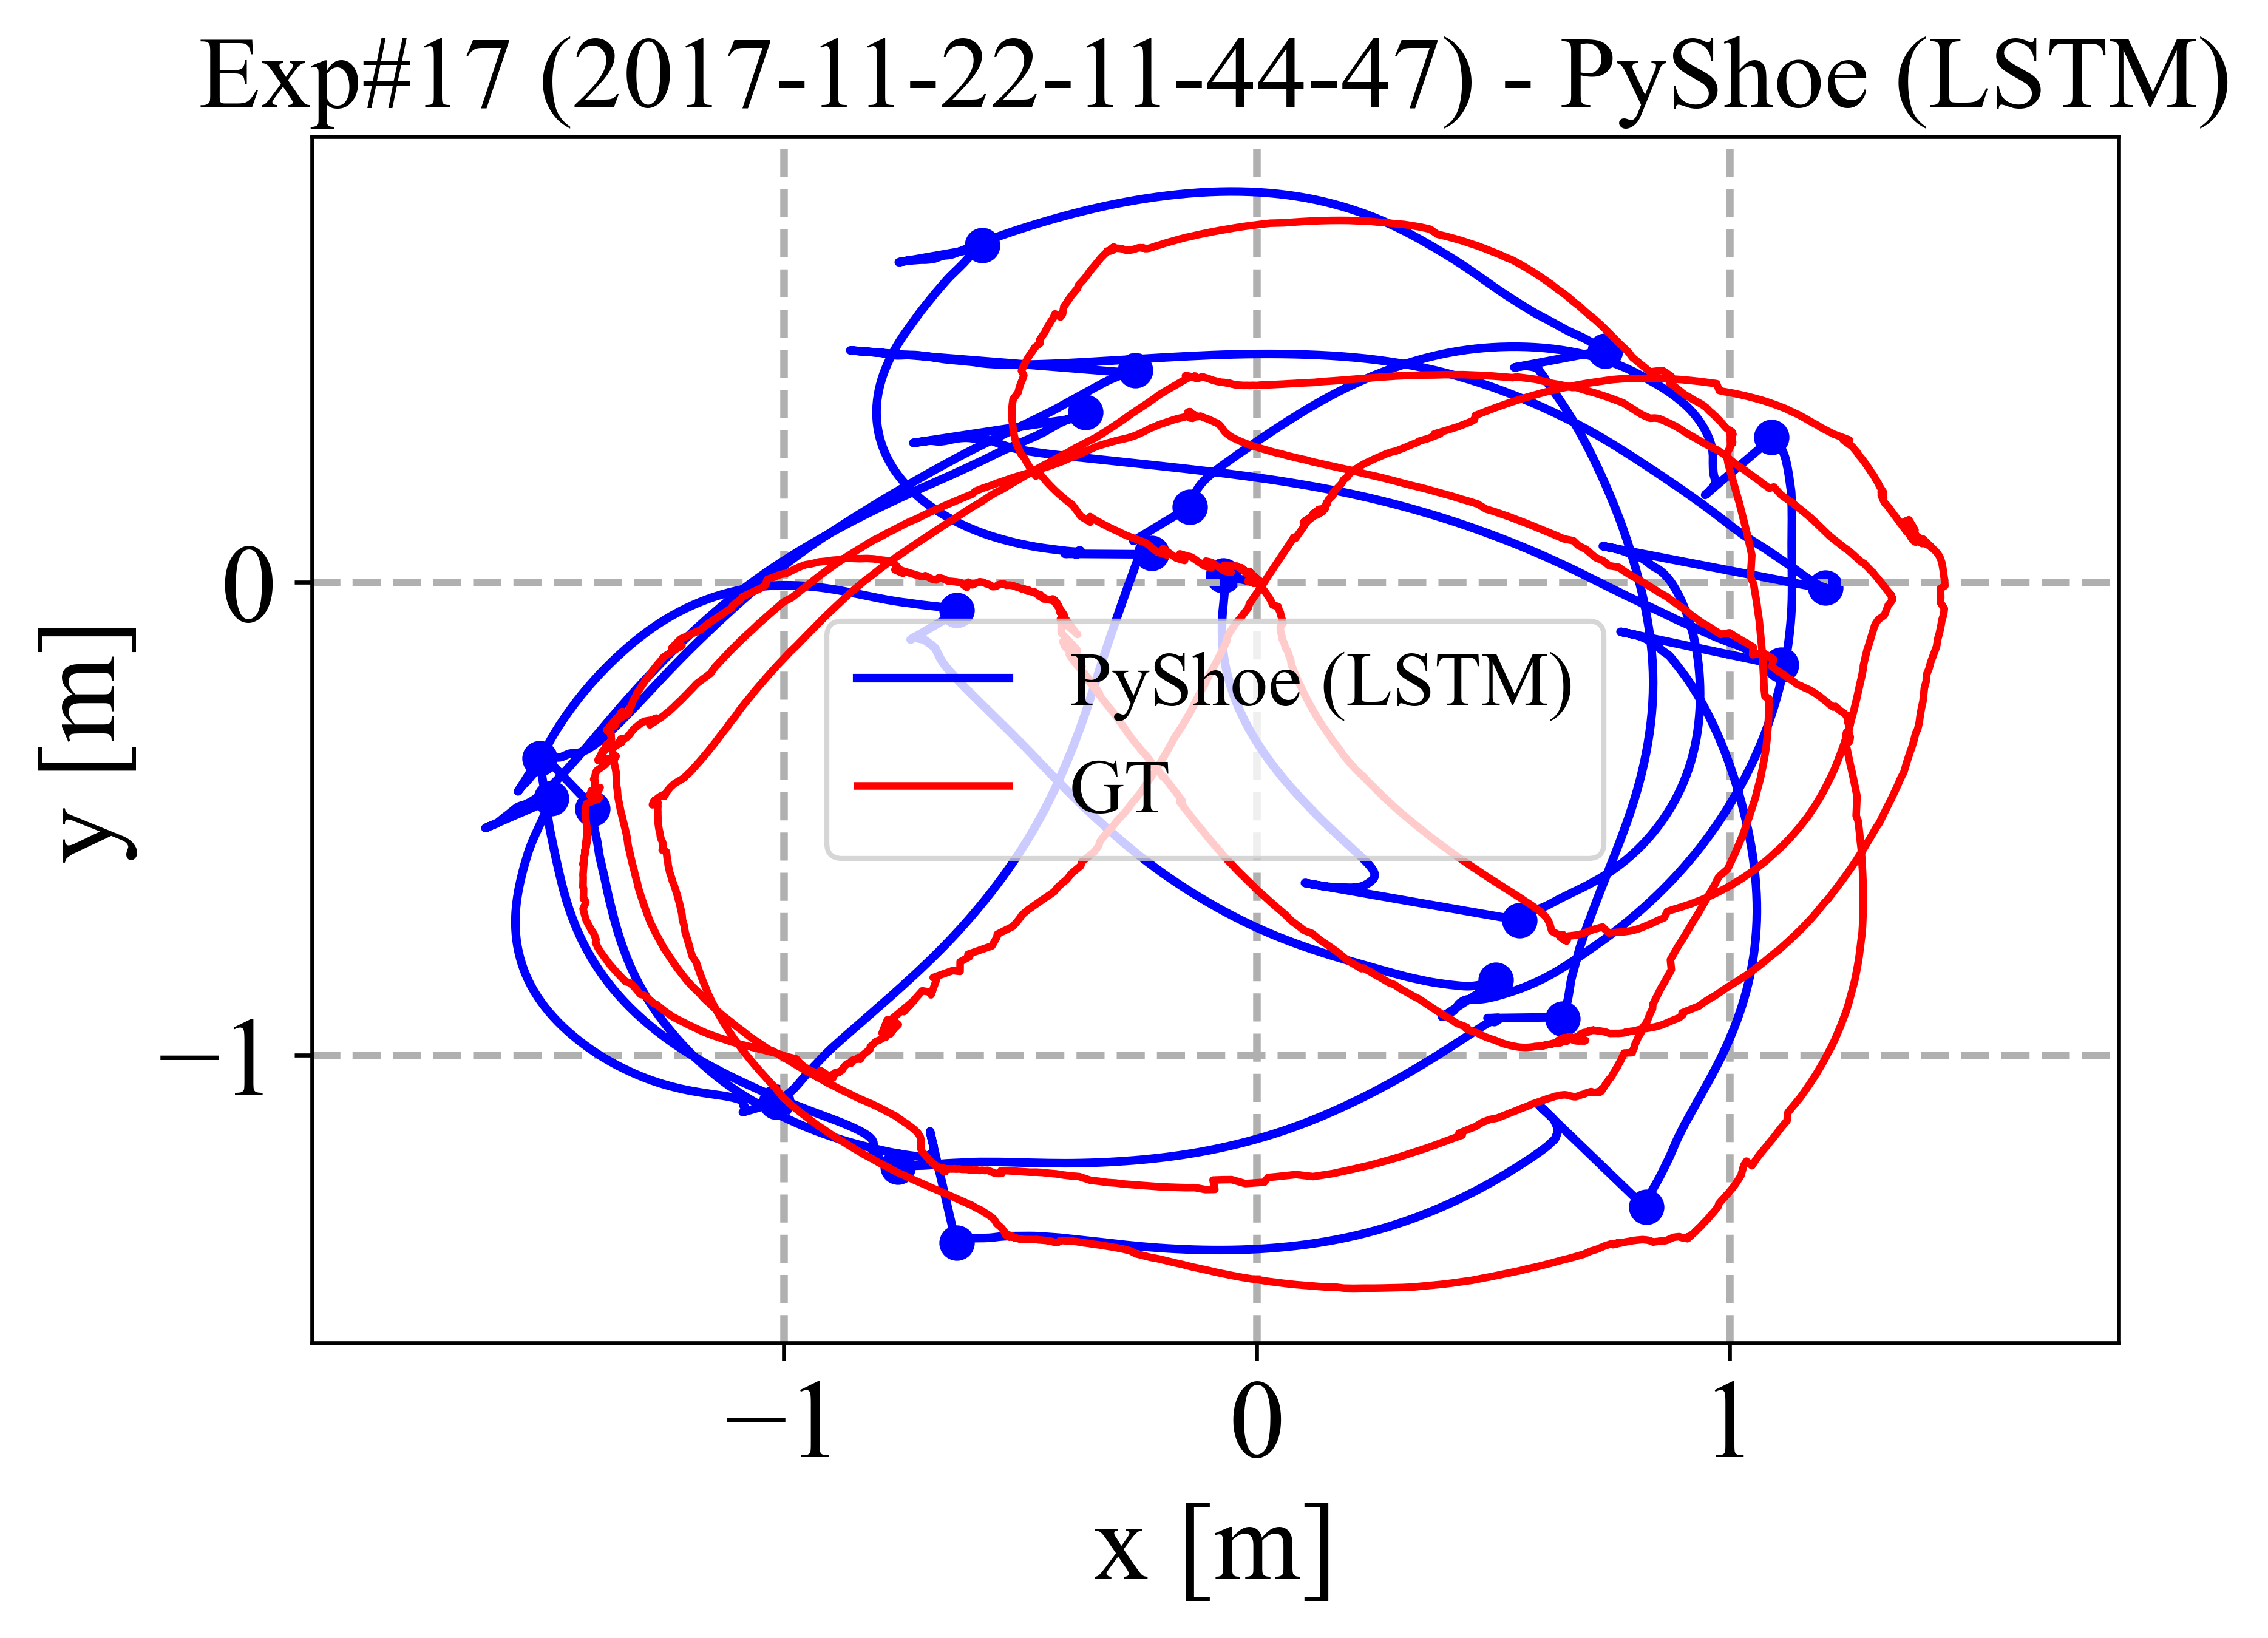 Exp#17 (2017-11-22-11-44-47) - PyShoe (LSTM)
y [m]
0
−1
PyShoe (LSTM)
GT
−1 0 1
x [m]